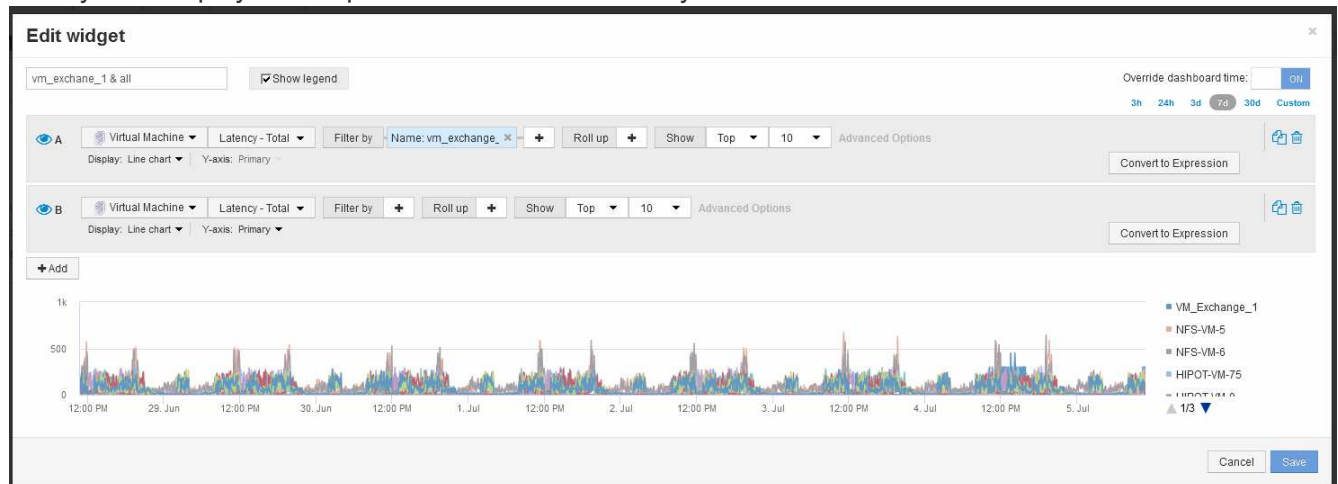 Edit widget
×
vm_exchane_1 & all
Show legend
Override dashboard time: ON
3h 24h 3d 7d 30d Custom
A Virtual Machine Latency - Total Filter by Name: vm_exchange_ × + Roll up + Show Top 10 Advanced Options
Display: Line chart Y-axis: Primary
Convert to Expression
B Virtual Machine Latency - Total Filter by + Roll up + Show Top 10 Advanced Options
Display: Line chart Y-axis: Primary
Convert to Expression
+Add
1k
500
0
12:00 PM 29. Jun 12:00 PM 30. Jun 12:00 PM 1. Jul 12:00 PM 2. Jul 12:00 PM 3. Jul 12:00 PM 4. Jul 12:00 PM 5. Jul
VM_Exchange_1
NFS-VM-5
NFS-VM-6
HIPOT-VM-75
1/3
Cancel Save